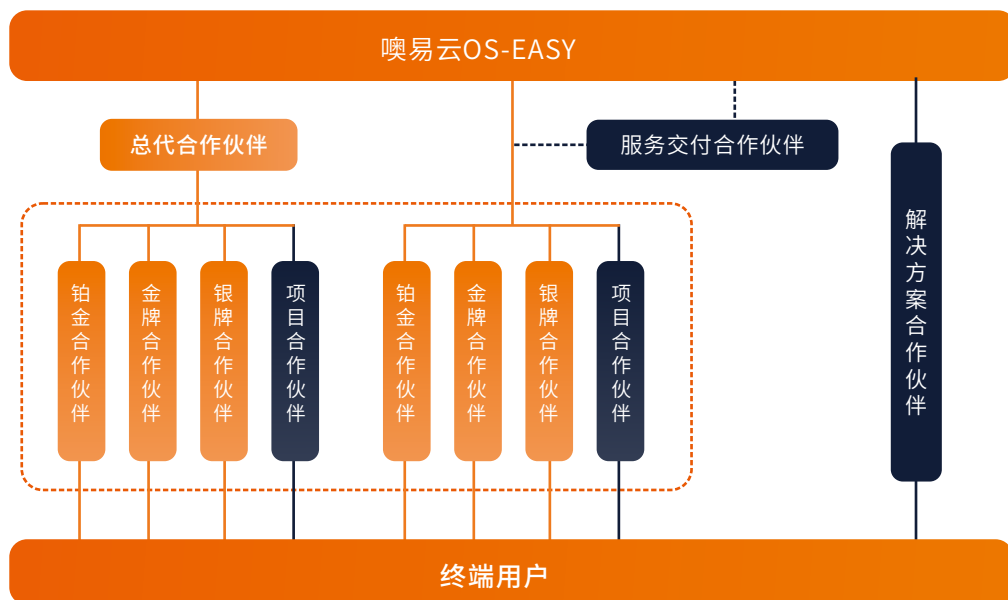 噢易云OS-EASY
总代合作伙伴
服务交付合作伙伴
铂金合作伙伴
金牌合作伙伴
银牌合作伙伴
项目合作伙伴
铂金合作伙伴
金牌合作伙伴
银牌合作伙伴
项目合作伙伴
解决方案合作伙伴
终端用户